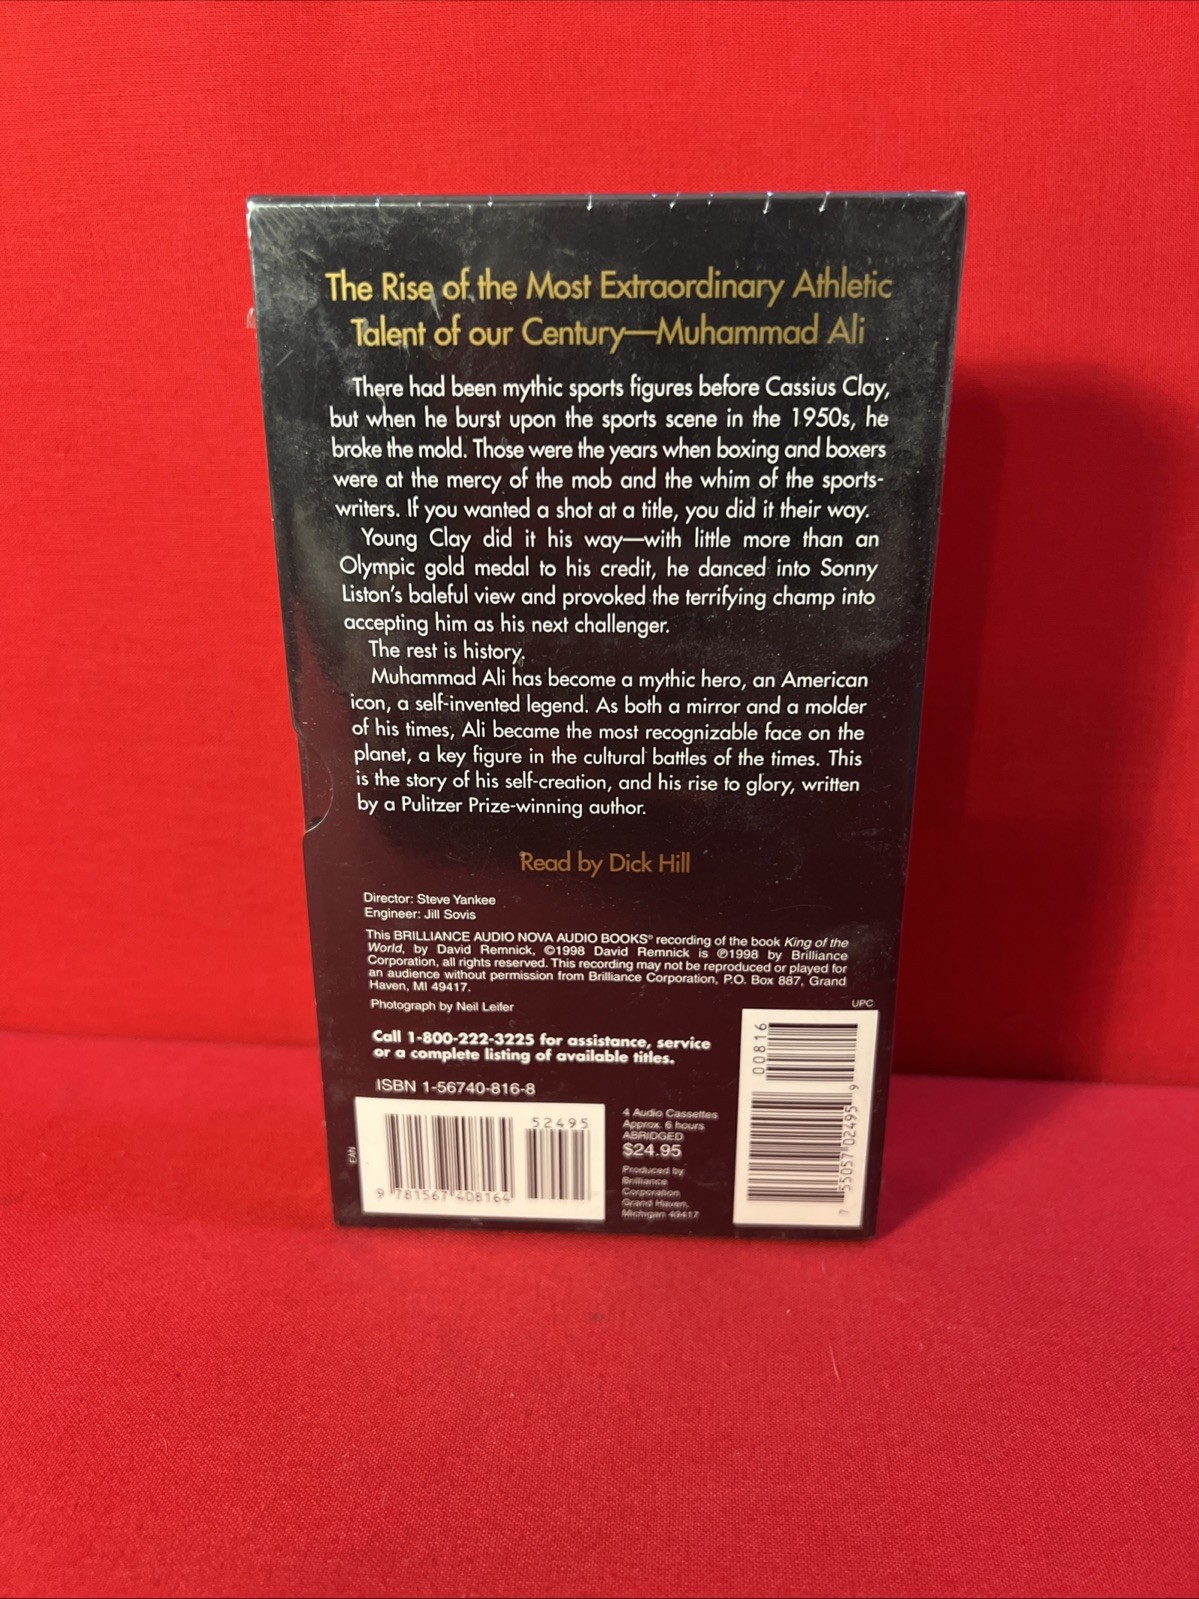 The Rise of the Most Extraordinary Athletic
Talent of our Century—Muhammad Ali
There had been mythic sports figures before Cassius Clay,
but when he burst upon the sports scene in the 1950s, he
broke the mold. Those were the years when boxing and boxers
were at the mercy of the mob and the whim of the sports-
writers. If you wanted a shot at a title, you did it their way.
Young Clay did it his way—with little more than an
Olympic gold medal to his credit, he danced into Sonny
Liston's baleful view and provoked the terrifying champ into
accepting him as his next challenger.
The rest is history.
Muhammad Ali has become a mythic hero, an American
icon, a self-invented legend. As both a mirror and a molder
of his times, Ali became the most recognizable face on the
planet, a key figure in the cultural battles of the times. This
is the story of his self-creation, and his rise to glory, written
by a Pulitzer Prize-winning author.
Read by Dick Hill
Director: Steve Yankee
Engineer: Jill Sovis
This BRILLIANCE AUDIO NOVA AUDIO BOOKS® recording of the book King of the
World, by David Remnick, ©1998 David Remnick is ℗1998 by Brilliance
Corporation, all rights reserved. This recording may not be reproduced or played for
an audience without permission from Brilliance Corporation, P.O. Box 887, Grand
Haven, MI 49417.
Photograph by Neil Leifer
Call 1-800-222-3225 for assistance, service
or a complete listing of available titles.
ISBN 1-56740-816-8
EAN
52495
9 781567 408164
4 Audio Cassettes
Approx. 6 hours
ABRIDGED
$24.95
Produced by
Brilliance
Corporation
Grand Haven,
Michigan 49417
UPC
00816
7 55057 02495 9